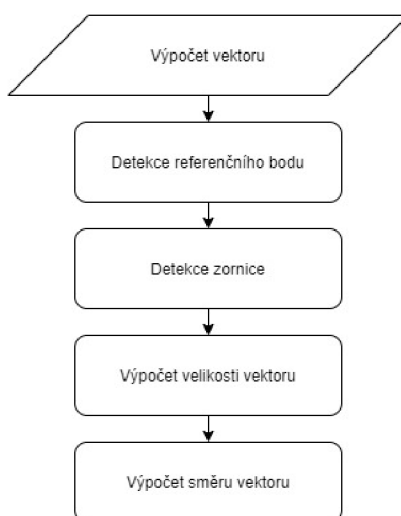 Výpočet vektoru
Detekce referenčního bodu
Detekce zornice
Výpočet velikosti vektoru
Výpočet směru vektoru